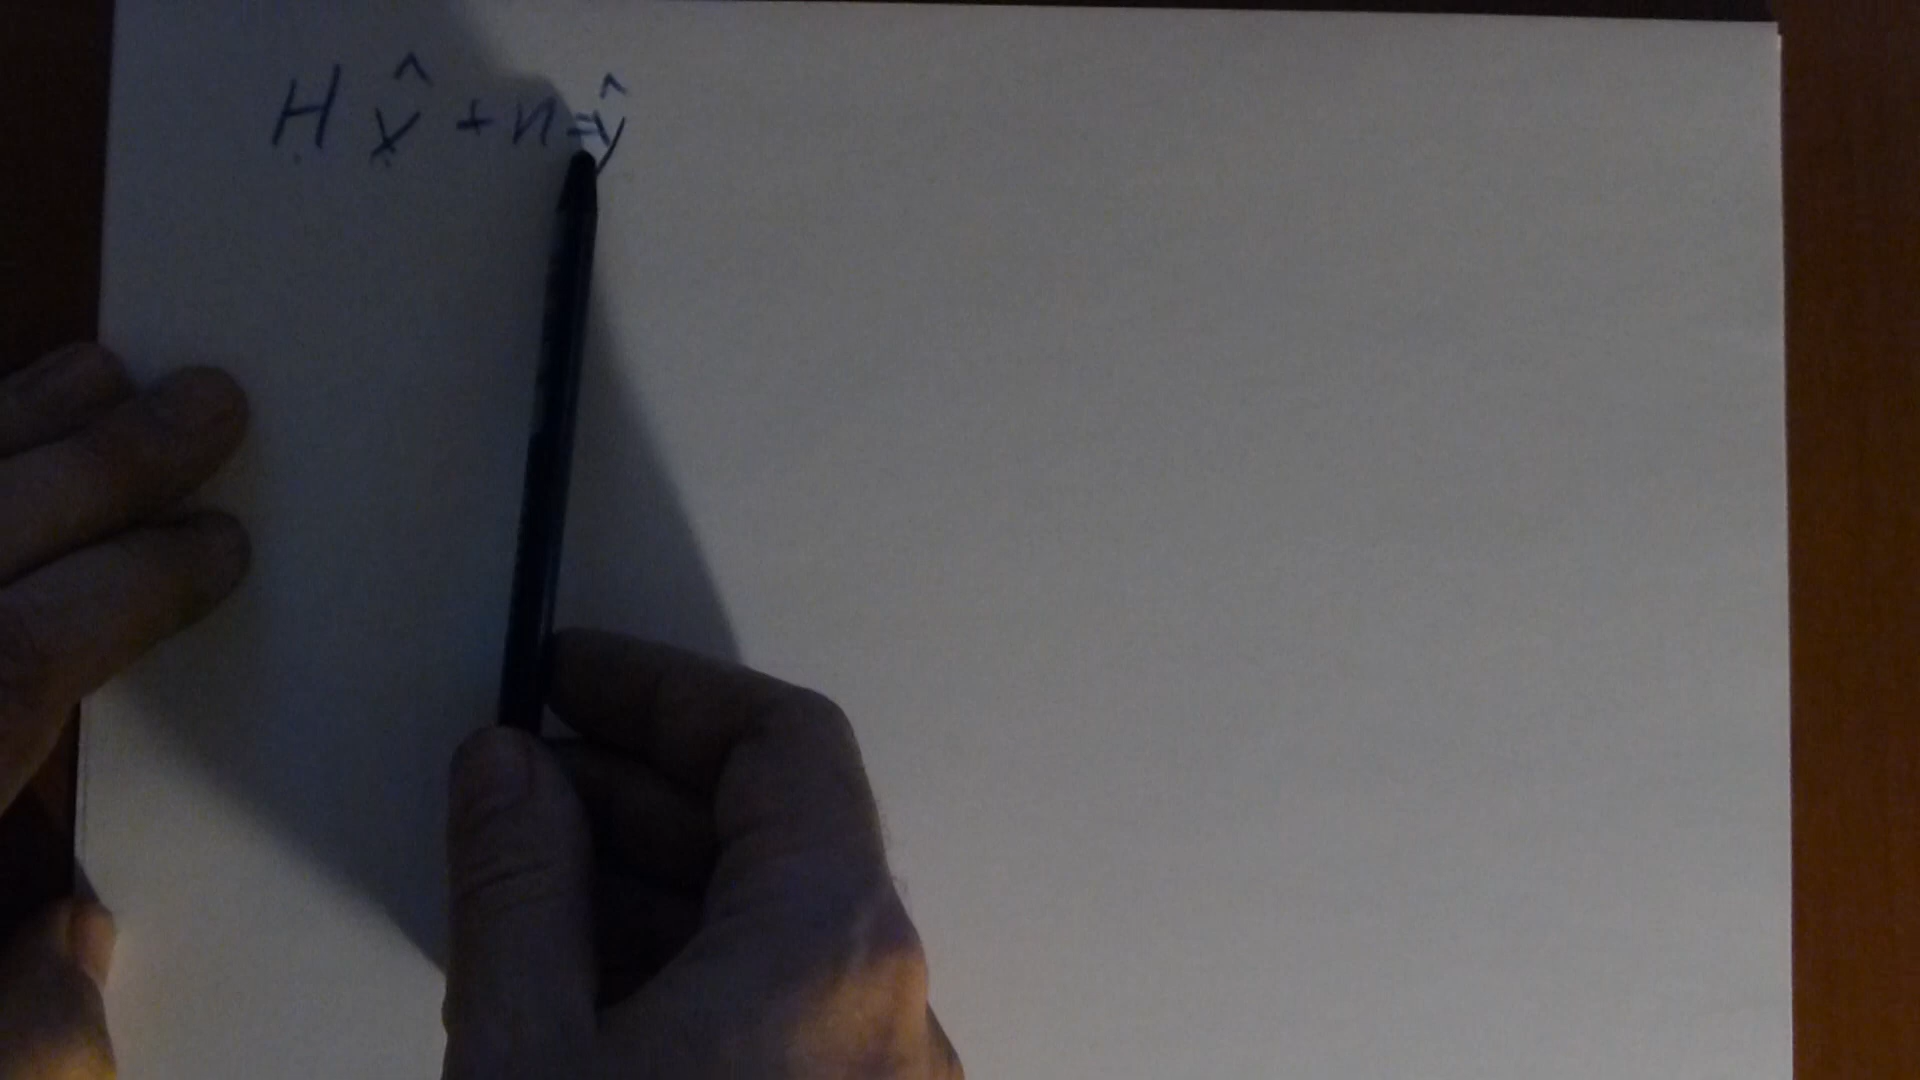 H x̂ + n = ŷ